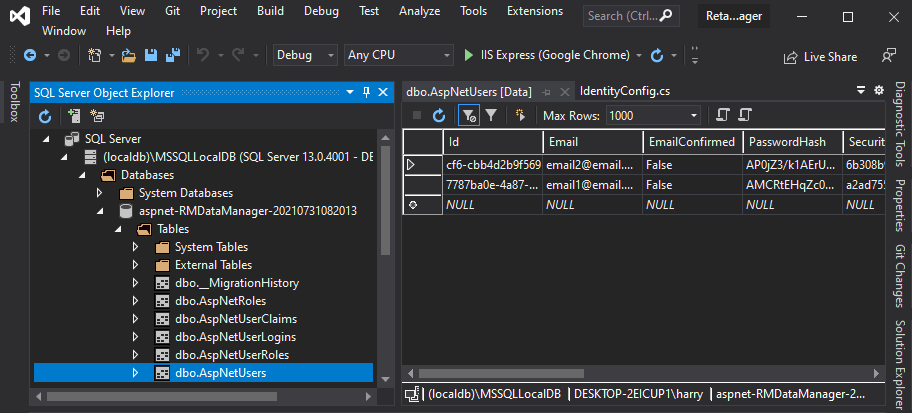 File Edit View Git Project Build Debug Test Analyze Tools Extensions
Window Help
Search (Ctrl+Q)
Reta...ager
Debug Any CPU IIS Express (Google Chrome) Live Share
Toolbox
SQL Server Object Explorer
SQL Server
(localdb)\MSSQLLocalDB (SQL Server 13.0.4001 - DE
Databases
System Databases
aspnet-RMDataManager-20210731082013
Tables
System Tables
External Tables
dbo.__MigrationHistory
dbo.AspNetRoles
dbo.AspNetUserClaims
dbo.AspNetUserLogins
dbo.AspNetUserRoles
dbo.AspNetUsers
dbo.AspNetUsers [Data] IdentityConfig.cs
Max Rows: 1000
Id Email EmailConfirmed PasswordHash Securit
cf6-cbb4d2b9f569 email2@email.... False AP0jZ3/k1AErU... 6b308b9
7787ba0e-4a87-... email1@email.... False AMCRtEHqZc0... a2ad755
NULL NULL NULL NULL NULL
(localdb)\MSSQLLocalDB DESKTOP-2EICUP1\harry aspnet-RMDataManager-2...
Diagnostic Tools
Properties
Git Changes
Solution Explorer